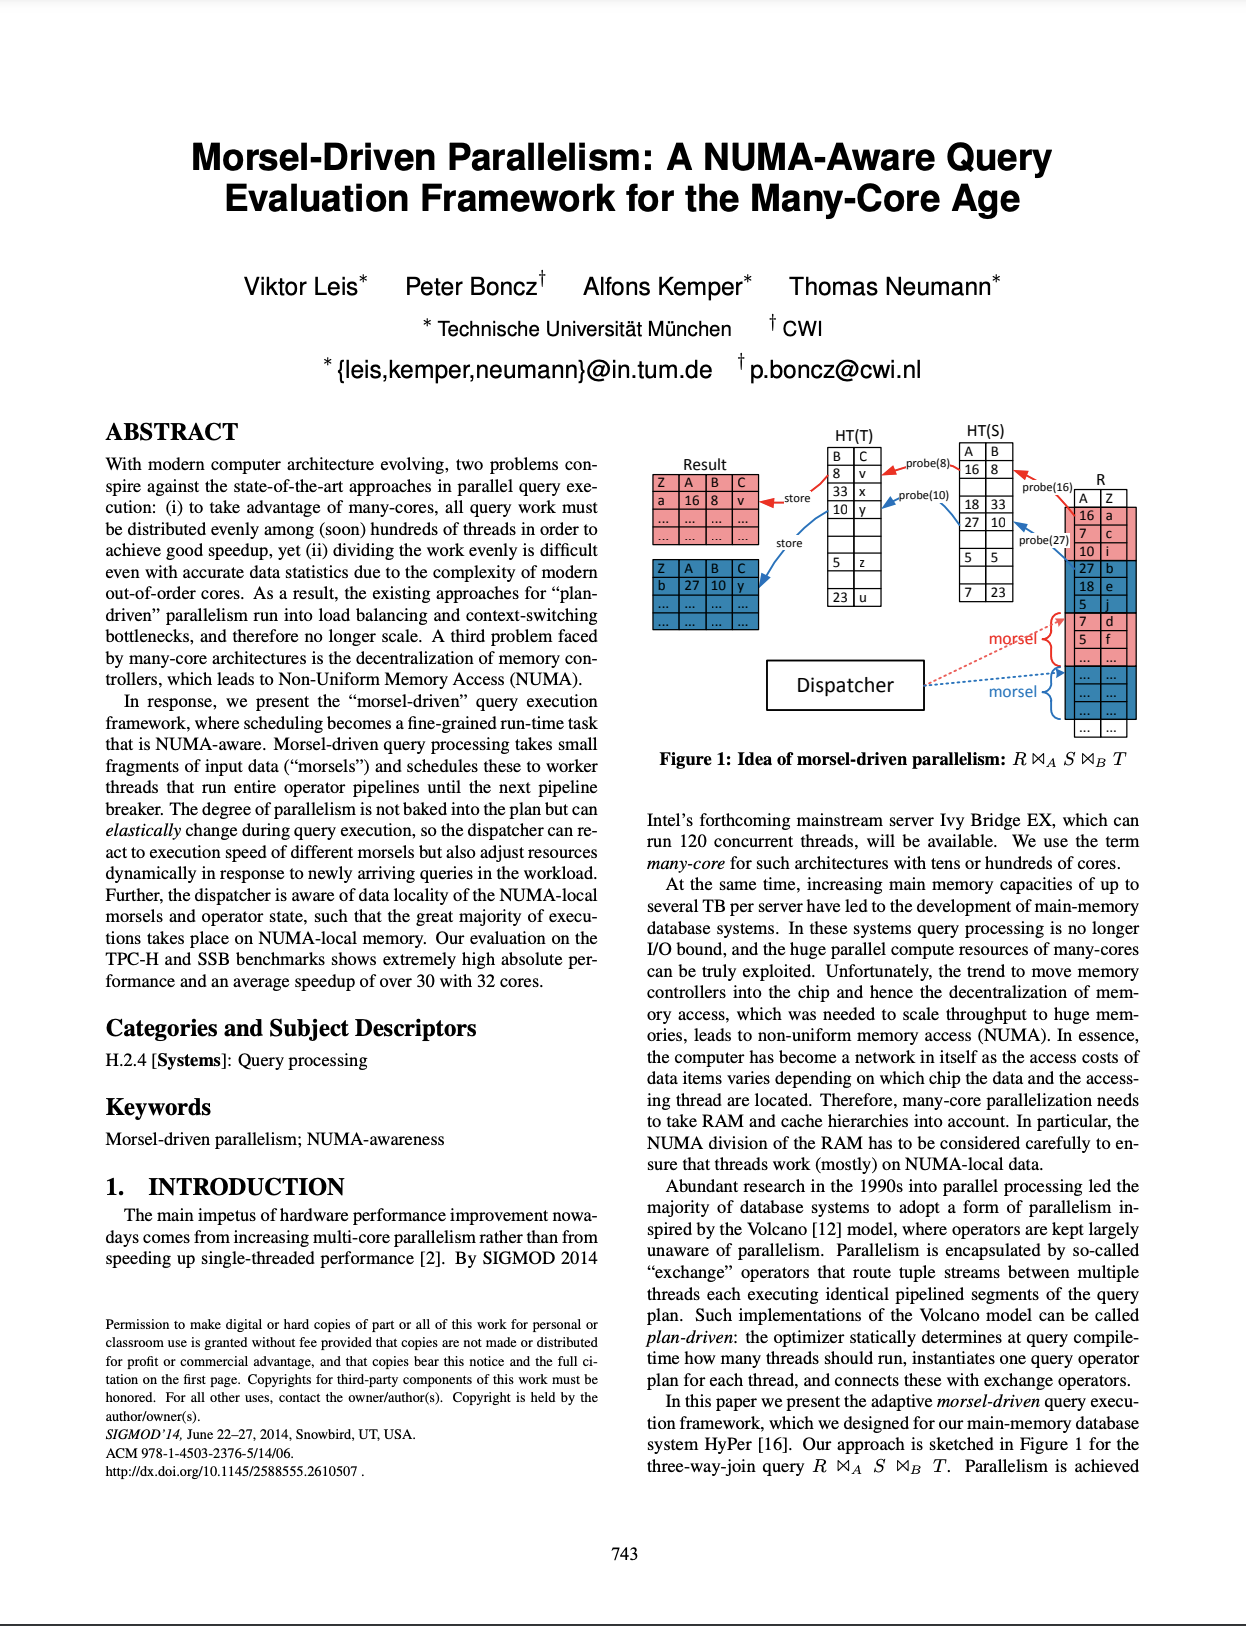 Morsel-Driven Parallelism: A NUMA-Aware Query
Evaluation Framework for the Many-Core Age
Viktor Leis* Peter Boncz† Alfons Kemper* Thomas Neumann*
* Technische Universität München † CWI
* {leis,kemper,neumann}@in.tum.de † p.boncz@cwi.nl
ABSTRACT
With modern computer architecture evolving, two problems con-
spire against the state-of-the-art approaches in parallel query exe-
cution: (i) to take advantage of many-cores, all query work must
be distributed evenly among (soon) hundreds of threads in order to
achieve good speedup, yet (ii) dividing the work evenly is difficult
even with accurate data statistics due to the complexity of modern
out-of-order cores. As a result, the existing approaches for “plan-
driven” parallelism run into load balancing and context-switching
bottlenecks, and therefore no longer scale. A third problem faced
by many-core architectures is the decentralization of memory con-
trollers, which leads to Non-Uniform Memory Access (NUMA).
In response, we present the “morsel-driven” query execution
framework, where scheduling becomes a fine-grained run-time task
that is NUMA-aware. Morsel-driven query processing takes small
fragments of input data (“morsels”) and schedules these to worker
threads that run entire operator pipelines until the next pipeline
breaker. The degree of parallelism is not baked into the plan but can
elastically change during query execution, so the dispatcher can re-
act to execution speed of different morsels but also adjust resources
dynamically in response to newly arriving queries in the workload.
Further, the dispatcher is aware of data locality of the NUMA-local
morsels and operator state, such that the great majority of execu-
tions takes place on NUMA-local memory. Our evaluation on the
TPC-H and SSB benchmarks shows extremely high absolute per-
formance and an average speedup of over 30 with 32 cores.
Categories and Subject Descriptors
H.2.4 [Systems]: Query processing
Keywords
Morsel-driven parallelism; NUMA-awareness
1. INTRODUCTION
The main impetus of hardware performance improvement nowa-
days comes from increasing multi-core parallelism rather than from
speeding up single-threaded performance [2]. By SIGMOD 2014
Permission to make digital or hard copies of part or all of this work for personal or
classroom use is granted without fee provided that copies are not made or distributed
for profit or commercial advantage, and that copies bear this notice and the full ci-
tation on the first page. Copyrights for third-party components of this work must be
honored. For all other uses, contact the owner/author(s). Copyright is held by the
author/owner(s).
SIGMOD’14, June 22–27, 2014, Snowbird, UT, USA.
ACM 978-1-4503-2376-5/14/06.
http://dx.doi.org/10.1145/2588555.2610507 .
Result
Z A B C
a 16 8 v
... ... ... ...
... ... ... ...
Z A B C
b 27 10 y
... ... ... ...
... ... ... ...
store
store
HT(T)
B C
8 v
33 x
10 y
5 z
23 u
probe(8)
probe(10)
HT(S)
A B
16 8
18 33
27 10
5 5
7 23
probe(16)
probe(27)
R
A Z
16 a
7 c
10 i
27 b
18 e
5 j
7 d
5 f
... ...
... ...
... ...
... ...
... ...
morsel
morsel
Dispatcher
Figure 1: Idea of morsel-driven parallelism: R ⋈A S ⋈B T
Intel’s forthcoming mainstream server Ivy Bridge EX, which can
run 120 concurrent threads, will be available. We use the term
many-core for such architectures with tens or hundreds of cores.
At the same time, increasing main memory capacities of up to
several TB per server have led to the development of main-memory
database systems. In these systems query processing is no longer
I/O bound, and the huge parallel compute resources of many-cores
can be truly exploited. Unfortunately, the trend to move memory
controllers into the chip and hence the decentralization of mem-
ory access, which was needed to scale throughput to huge mem-
ories, leads to non-uniform memory access (NUMA). In essence,
the computer has become a network in itself as the access costs of
data items varies depending on which chip the data and the access-
ing thread are located. Therefore, many-core parallelization needs
to take RAM and cache hierarchies into account. In particular, the
NUMA division of the RAM has to be considered carefully to en-
sure that threads work (mostly) on NUMA-local data.
Abundant research in the 1990s into parallel processing led the
majority of database systems to adopt a form of parallelism in-
spired by the Volcano [12] model, where operators are kept largely
unaware of parallelism. Parallelism is encapsulated by so-called
“exchange” operators that route tuple streams between multiple
threads each executing identical pipelined segments of the query
plan. Such implementations of the Volcano model can be called
plan-driven: the optimizer statically determines at query compile-
time how many threads should run, instantiates one query operator
plan for each thread, and connects these with exchange operators.
In this paper we present the adaptive morsel-driven query execu-
tion framework, which we designed for our main-memory database
system HyPer [16]. Our approach is sketched in Figure 1 for the
three-way-join query R ⋈A S ⋈B T. Parallelism is achieved
743